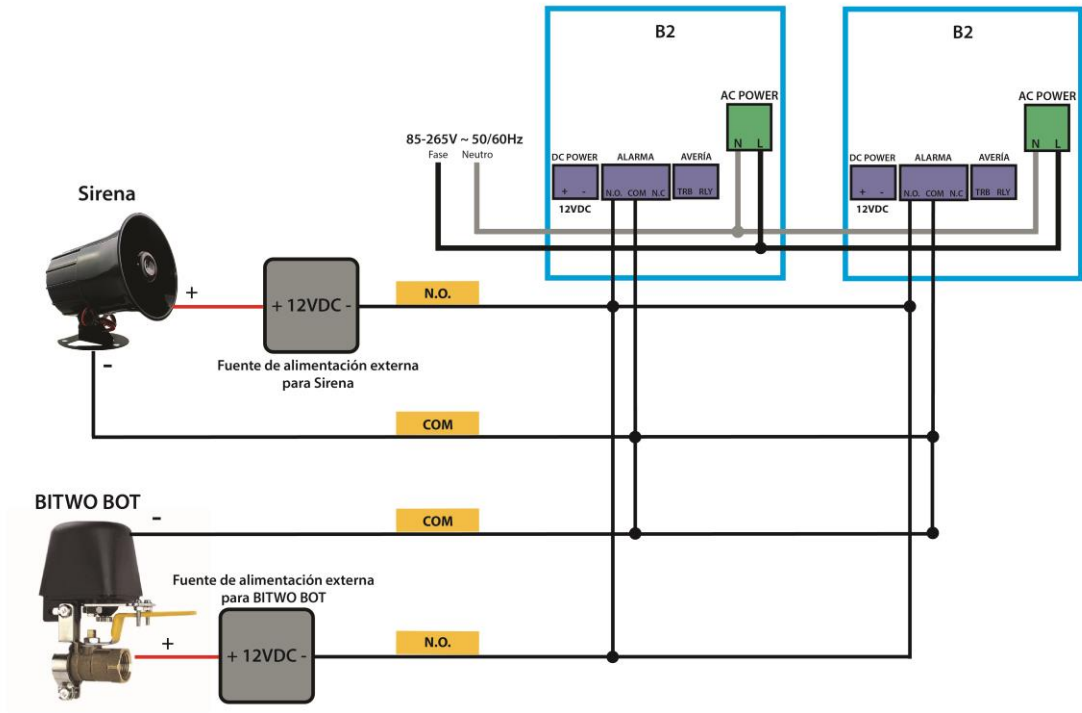 B2
B2
AC POWER
AC POWER
85-265V ~ 50/60Hz
Fase Neutro
N L
N L
DC POWER ALARMA AVERÍA
DC POWER ALARMA AVERÍA
+ - N.O. COM N.C TRB RLY
+ - N.O. COM N.C TRB RLY
12VDC
12VDC
Sirena
+
+ 12VDC -
N.O.
-
Fuente de alimentación externa
para Sirena
COM
BITWO BOT
-
COM
Fuente de alimentación externa
para BITWO BOT
+
+ 12VDC -
N.O.